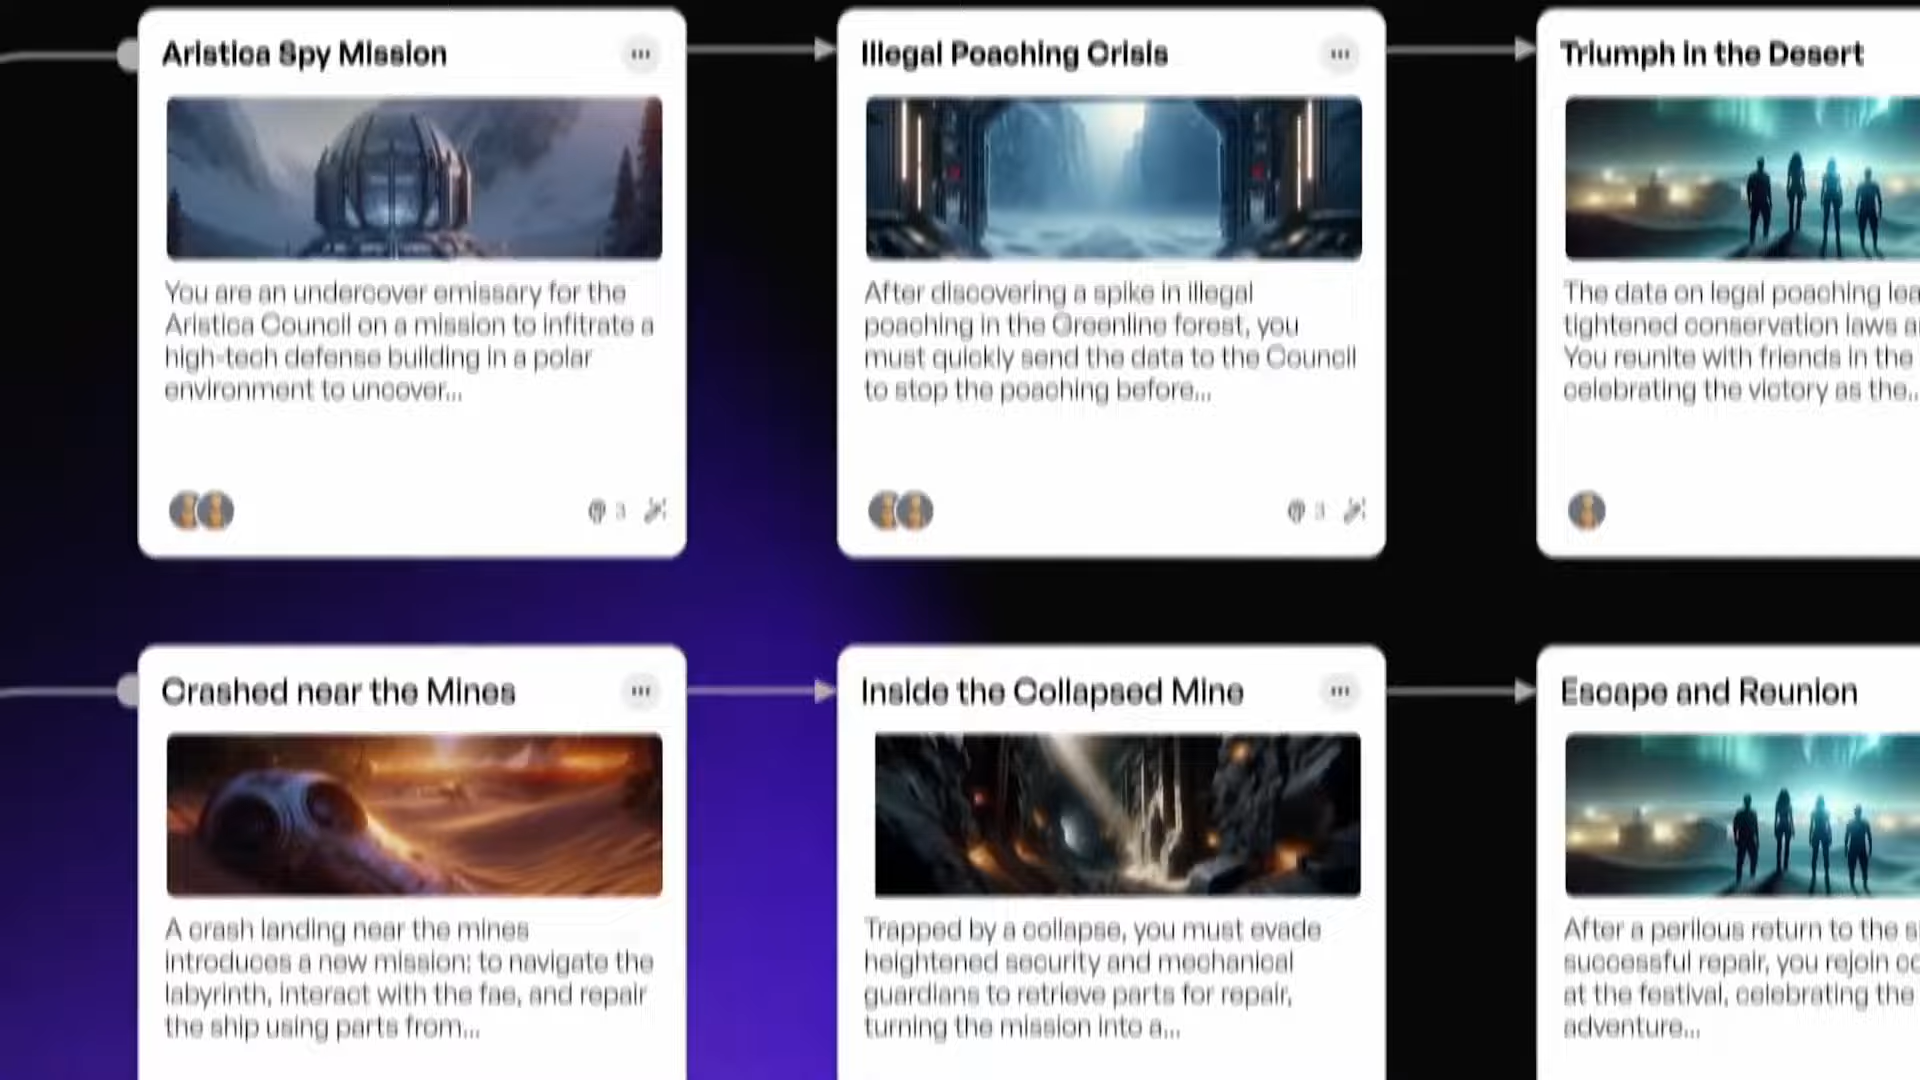 Aristica Spy Mission
You are an undercover emissary for the
Aristica Council on a mission to infitrate a
high-tech defense building in a polar
environment to uncover...
3
Illegal Poaching Crisis
After discovering a spike in illegal
poaching in the Greenline forest, you
must quickly send the data to the Council
to stop the poaching before...
3
Triumph in the Desert
The data on legal poaching
tightened conservation laws
You reunite with friends in the
celebrating the victory as the...
Crashed near the Mines
A crash landing near the mines
introduces a new mission: to navigate the
labyrinth, interact with the fae, and repair
the ship using parts from...
Inside the Collapsed Mine
Trapped by a collapse, you must evade
heightened security and mechanical
guardians to retrieve parts for repair,
turning the mission into a...
Escape and Reunion
After a perilous return to the
successful repair, you rejoin
at the festival, celebrating the
adventure...